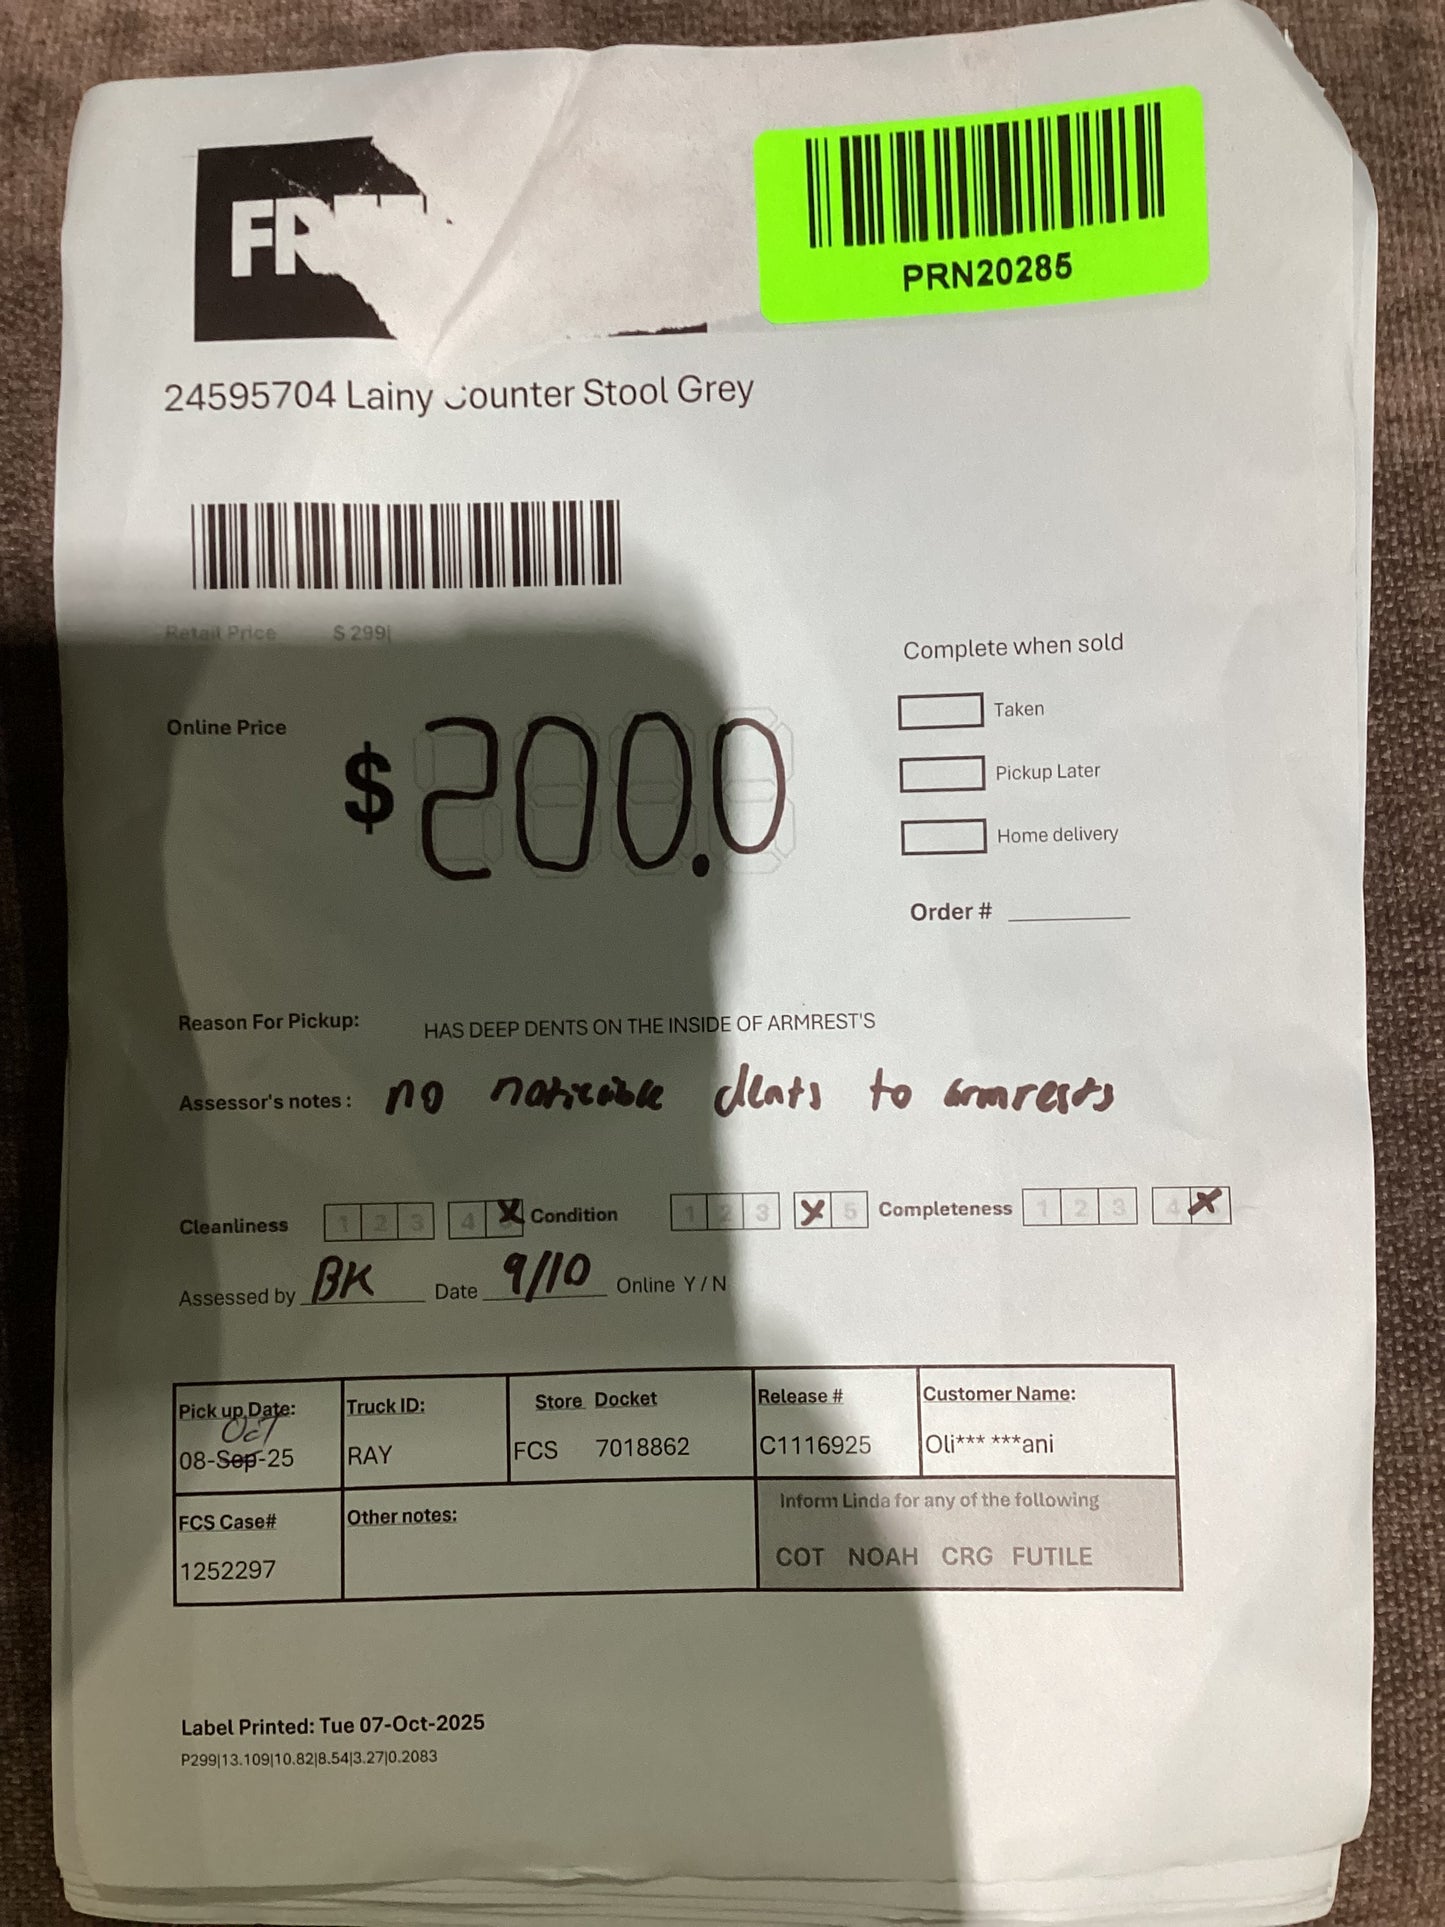 FR
PRN20285
24595704 Lainy Counter Stool Grey
Retail Price $ 299
Complete when sold
Taken
Pickup Later
Home delivery
Order #
Online Price $ 200.0
Reason For Pickup: HAS DEEP DENTS ON THE INSIDE OF ARMREST'S
Assessor's notes: no noticeable dents to armrests
Cleanliness 1 2 3 4 X Condition 1 2 3 X 5 Completeness 1 2 3 4 X
Assessed by BK Date 9/10 Online Y / N
Pick up Date: Truck ID: Store Docket Release # Customer Name:
Oct
08-Sep-25 RAY FCS 7018862 C1116925 Oli*** ***ani
FCS Case# Other notes: Inform Linda for any of the following
1252297 COT NOAH CRG FUTILE
Label Printed: Tue 07-Oct-2025
P299|13.109|10.82|8.54|3.27|0.2083